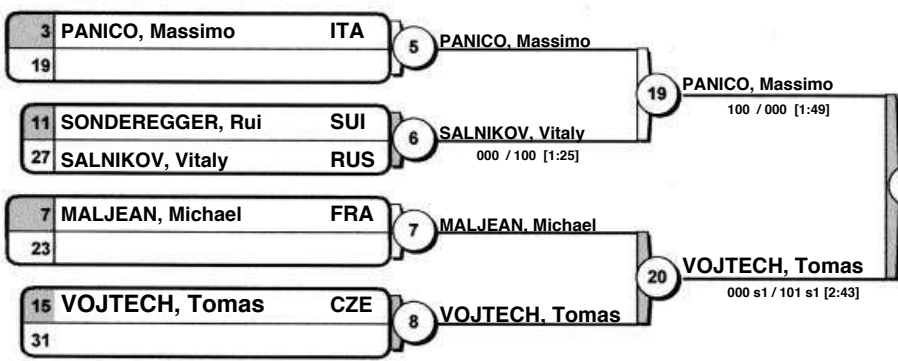 3 PANICO, Massimo ITA
19
5
PANICO, Massimo
11 SONDEREGGER, Rui SUI
27 SALNIKOV, Vitaly RUS
6
SALNIKOV, Vitaly
000 / 100 [1:25]
19
PANICO, Massimo
100 / 000 [1:49]
7 MALJEAN, Michael FRA
23
7
MALJEAN, Michael
15 VOJTECH, Tomas CZE
31
8
VOJTECH, Tomas
20
VOJTECH, Tomas
000 s1 / 101 s1 [2:43]